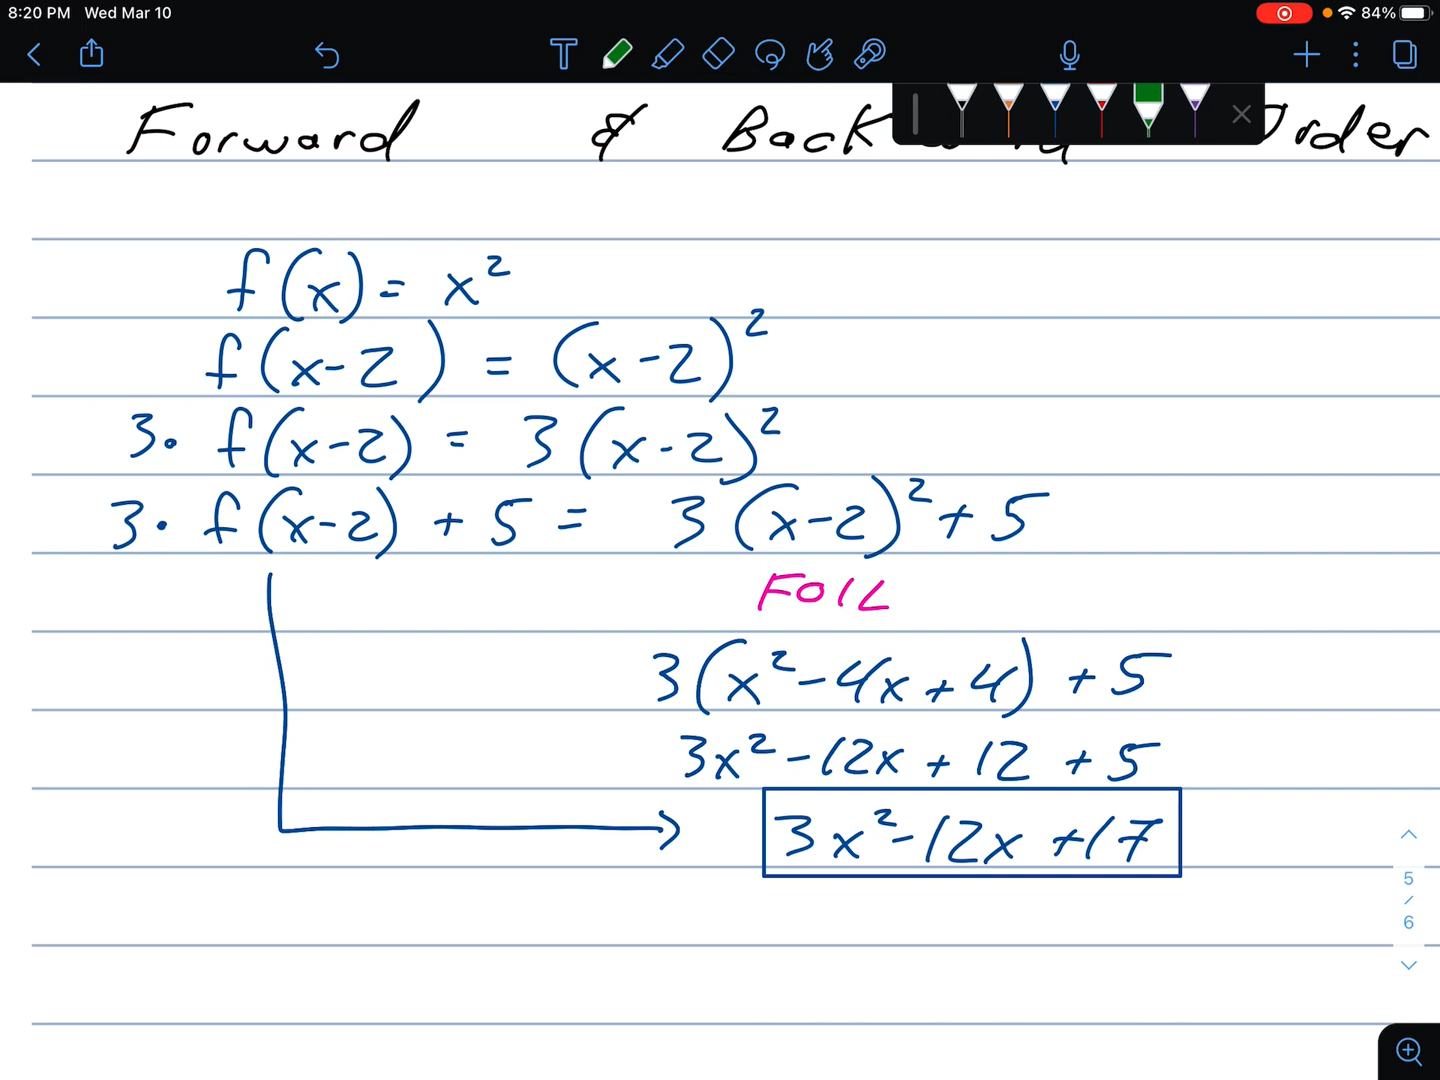 8:20 PM Wed Mar 10 84%
Forward & Back Order
f(x) = x²
f(x-2) = (x-2)²
3· f(x-2) = 3(x-2)²
3· f(x-2) + 5 = 3(x-2)² + 5
FOIL
3(x² - 4x + 4) + 5
3x² - 12x + 12 + 5
3x² - 12x + 17
5
/
6